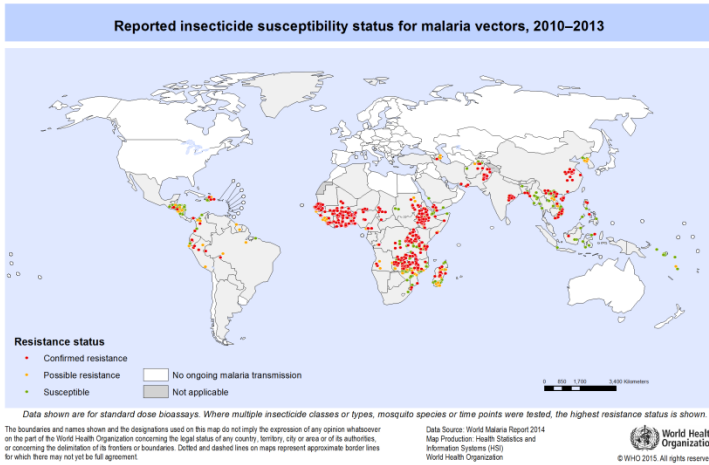 Reported insecticide susceptibility status for malaria vectors, 2010–2013
Resistance status
Confirmed resistance
Possible resistance
Susceptible
No ongoing malaria transmission
Not applicable
0 850 1,700 3,400 Kilometers
Data shown are for standard dose bioassays. Where multiple insecticide classes or types, mosquito species or time points were tested, the highest resistance status is shown.
The boundaries and names shown and the designations used on this map do not imply the expression of any opinion whatsoever
on the part of the World Health Organization concerning the legal status of any country, territory, city or area or of its authorities,
or concerning the delimitation of its frontiers or boundaries. Dotted and dashed lines on maps represent approximate border lines
for which there may not yet be full agreement.
Data Source: World Malaria Report 2014
Map Production: Health Statistics and
Information Systems (HSI)
World Health Organization
World Healt
Organizatio
© WHO 2015. All rights reserve